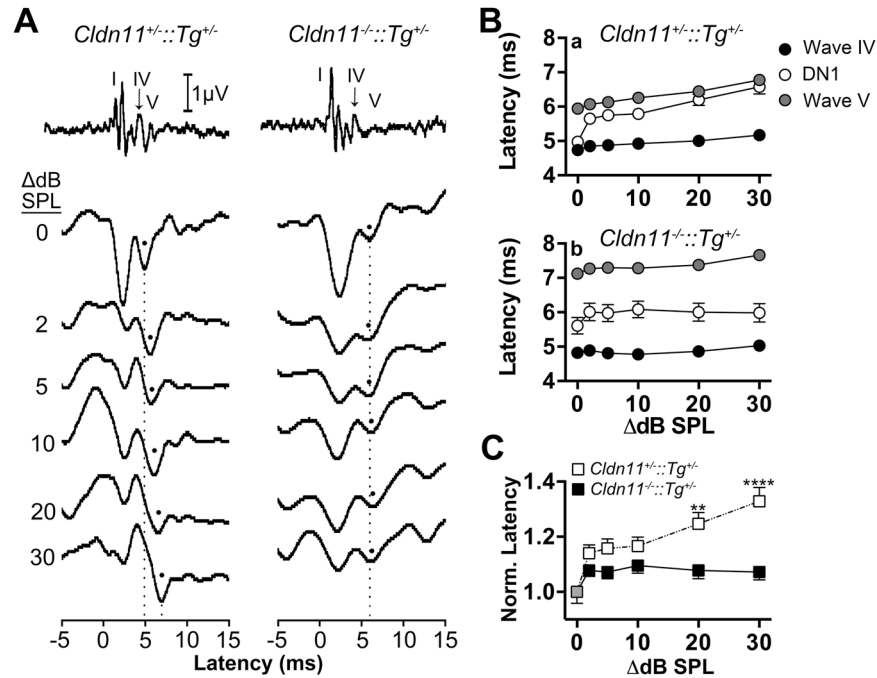 A
Cldn11+/-::Tg+/-
Cldn11-/-::Tg+/-
I IV V
1µV
I IV V
ΔdB
SPL
0
2
5
10
20
30
-5 0 5 10 15
-5 0 5 10 15
Latency (ms)
B
a Cldn11+/-::Tg+/-
Latency (ms)
8
7
6
5
4
0 10 20 30
Wave IV
DN1
Wave V
b Cldn11-/-::Tg+/-
Latency (ms)
8
7
6
5
4
0 10 20 30
ΔdB SPL
C
Cldn11+/-::Tg+/-
Cldn11-/-::Tg+/-
Norm. Latency
1.4
1.2
1.0
** ****
0 10 20 30
ΔdB SPL